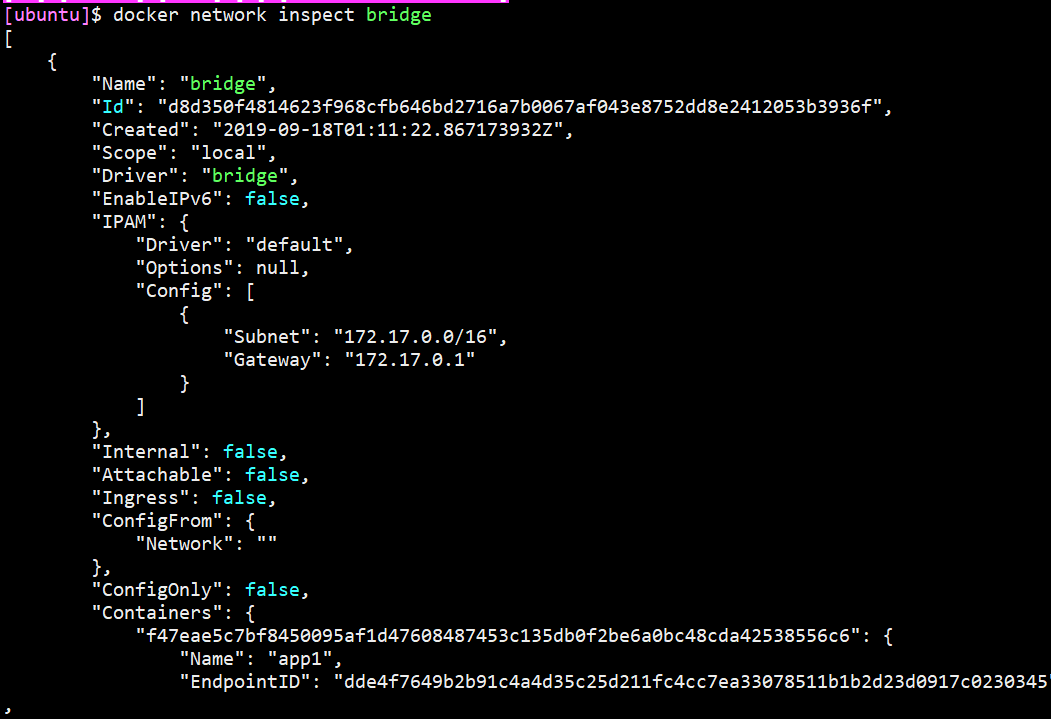 [ubuntu]$ docker network inspect bridge
[
    {
        "Name": "bridge",
        "Id": "d8d350f4814623f968cfb646bd2716a7b0067af043e8752dd8e2412053b3936f",
        "Created": "2019-09-18T01:11:22.867173932Z",
        "Scope": "local",
        "Driver": "bridge",
        "EnableIPv6": false,
        "IPAM": {
            "Driver": "default",
            "Options": null,
            "Config": [
                {
                    "Subnet": "172.17.0.0/16",
                    "Gateway": "172.17.0.1"
                }
            ]
        },
        "Internal": false,
        "Attachable": false,
        "Ingress": false,
        "ConfigFrom": {
            "Network": ""
        },
        "ConfigOnly": false,
        "Containers": {
            "f47eae5c7bf8450095af1d47608487453c135db0f2be6a0bc48cda42538556c6": {
                "Name": "app1",
                "EndpointID": "dde4f7649b2b91c4a4d35c25d211fc4cc7ea33078511b1b2d23d0917c0230345"
,